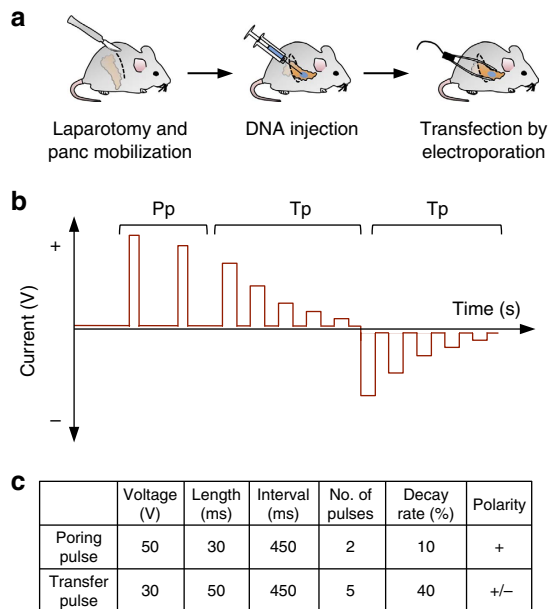 a
Laparotomy and
panc mobilization
DNA injection
Transfection by
electroporation
b
Pp
Tp
Tp
+
Time (s)
Current (V)
–
c
Voltage (V) Length (ms) Interval (ms) No. of pulses Decay rate (%) Polarity
Poring pulse 50 30 450 2 10 +
Transfer pulse 30 50 450 5 40 +/–